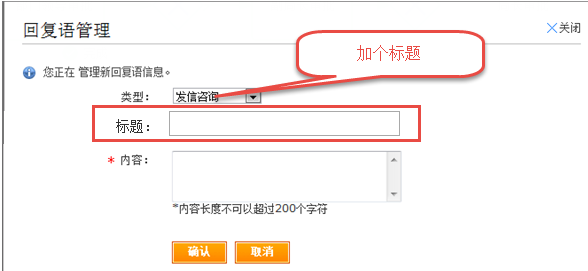 回复语管理
关闭
加个标题
您正在 管理新回复语信息。
类型：
发信咨询
标题：
* 内容：
*内容长度不可以超过200个字符
确认
取消